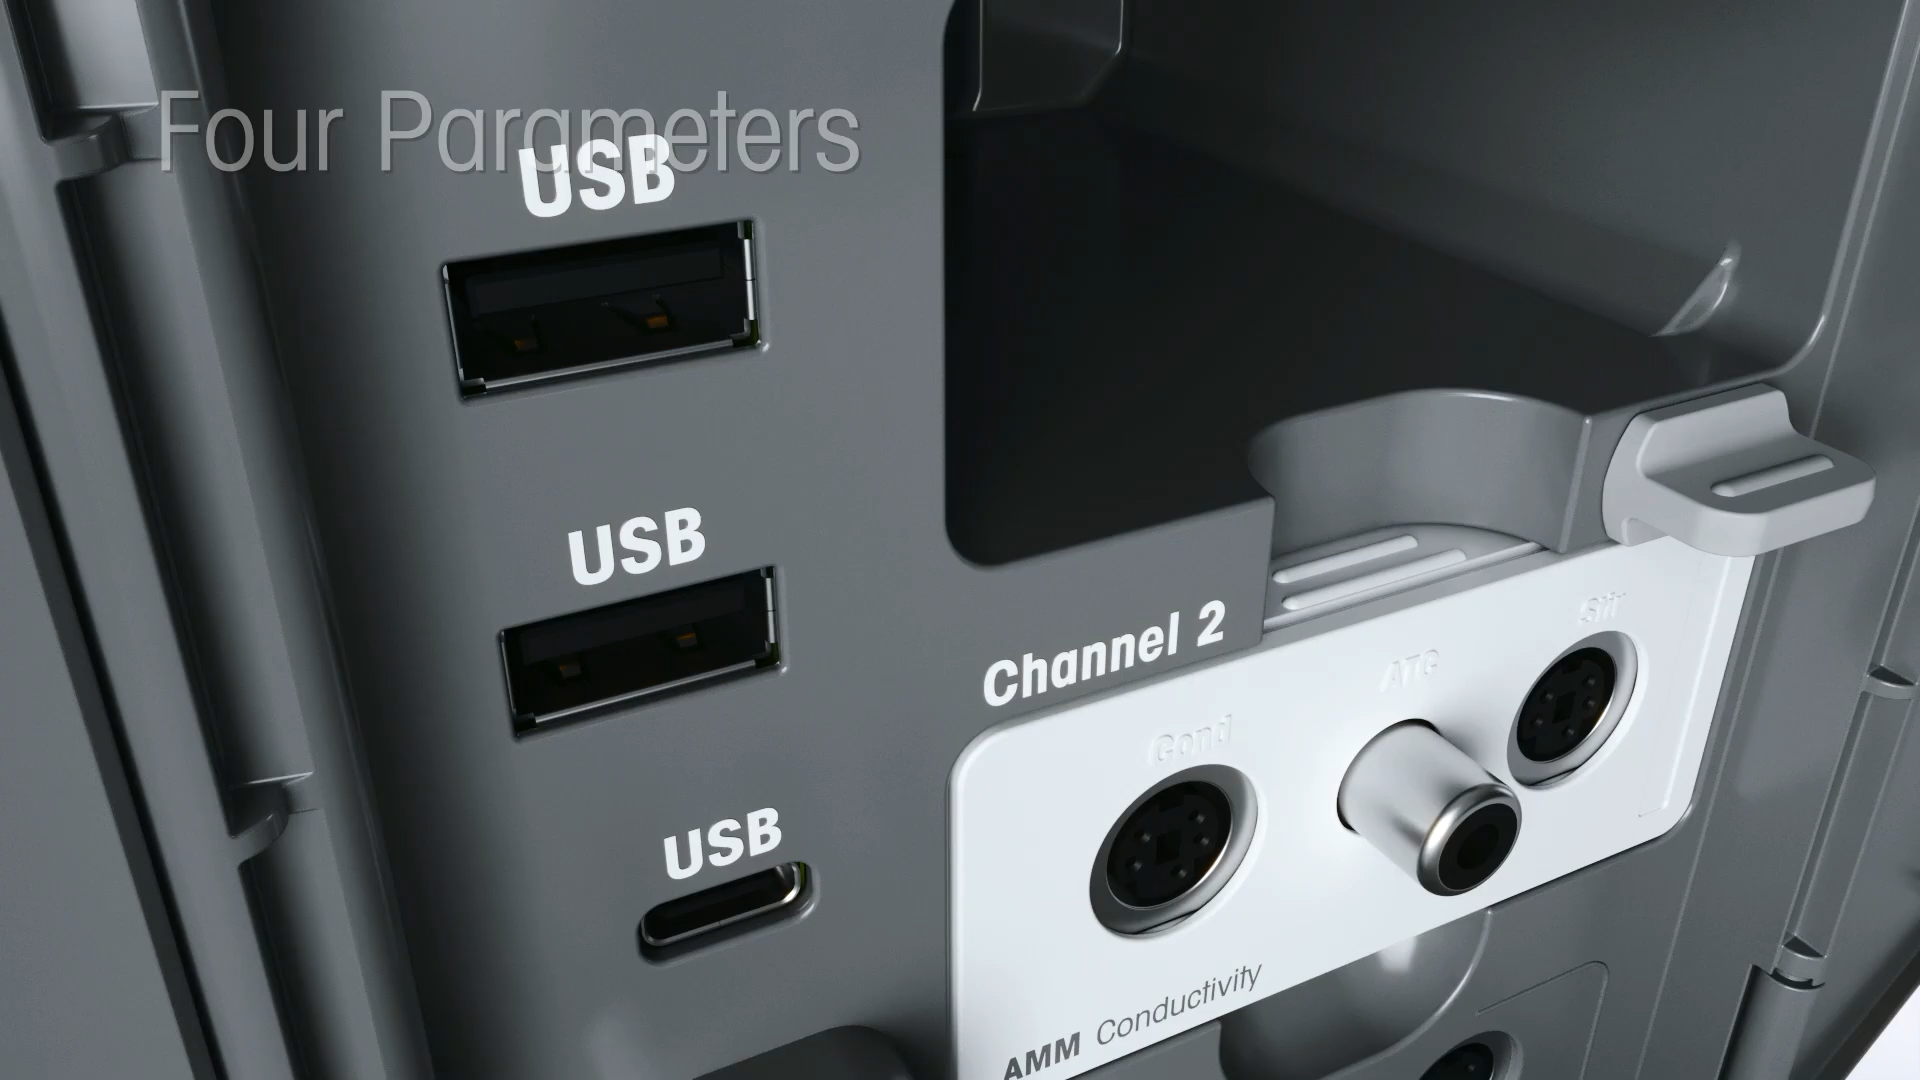 Four Parameters
USB
USB
USB
Channel 2
Cond
ATC
Stir
AMM Conductivity